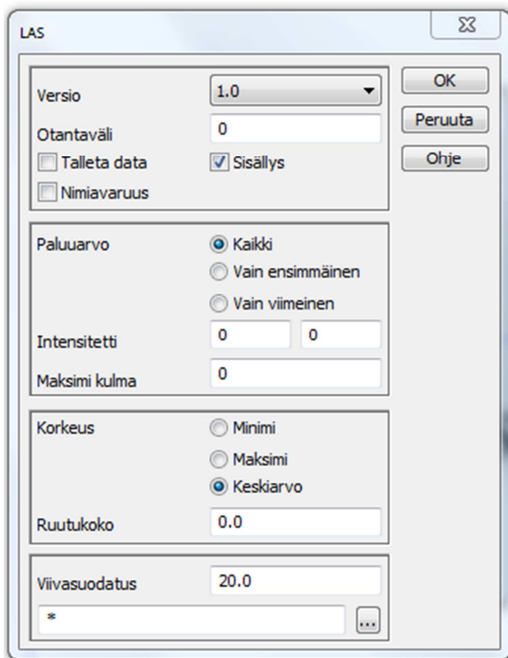 LAS
Versio 1.0
OK
Otantaväli 0
Peruuta
Talleta data Sisällys
Ohje
Nimiavaruus
Paluuarvo Kaikki
Vain ensimmäinen
Vain viimeinen
Intensitetti 0 0
Maksimi kulma 0
Korkeus Minimi
Maksimi
Keskiarvo
Ruutukoko 0.0
Viivasuodatus 20.0
* ...